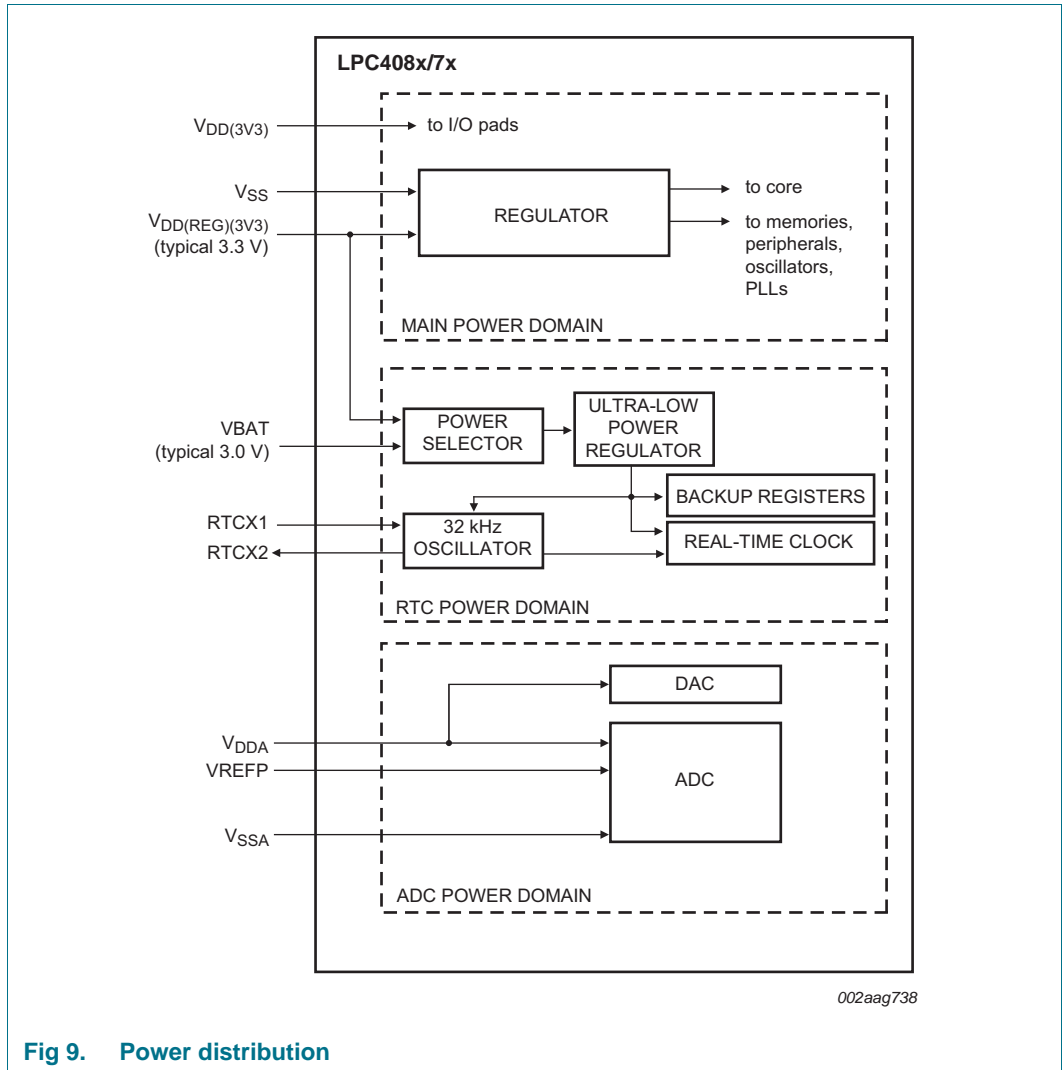 LPC408x/7x
VDD(3V3)
to I/O pads
VSS
REGULATOR
to core
VDD(REG)(3V3)
(typical 3.3 V)
to memories,
peripherals,
oscillators,
PLLs
MAIN POWER DOMAIN
VBAT
(typical 3.0 V)
POWER
SELECTOR
ULTRA-LOW
POWER
REGULATOR
BACKUP REGISTERS
RTCX1
RTCX2
32 kHz
OSCILLATOR
REAL-TIME CLOCK
RTC POWER DOMAIN
DAC
VDDA
VREFP
ADC
VSSA
ADC POWER DOMAIN
002aag738
Fig 9. Power distribution